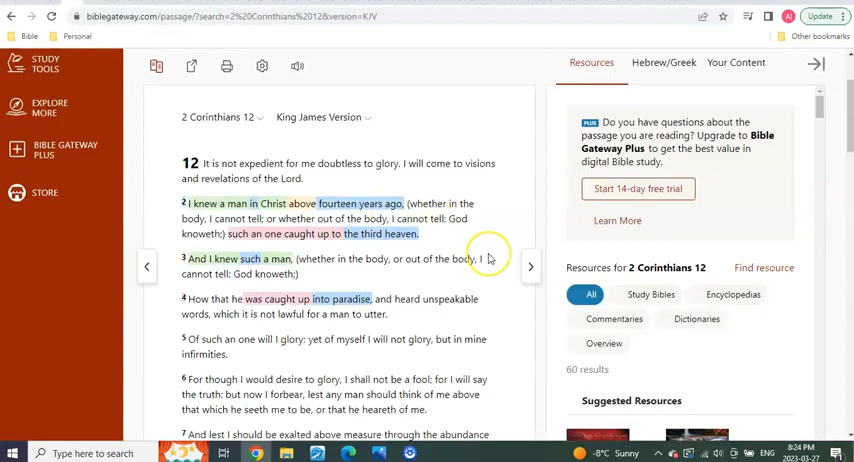 biblegateway.com/passage/?search=2%20Corinthians%2012&version=KJV
AI
Update
Bible
Personal
Other bookmarks
STUDY
TOOLS
EXPLORE
MORE
BIBLE GATEWAY
PLUS
STORE
2 Corinthians 12
King James Version
12 It is not expedient for me doubtless to glory. I will come to visions
and revelations of the Lord.
2 I knew a man in Christ above fourteen years ago, (whether in the
body, I cannot tell; or whether out of the body, I cannot tell: God
knoweth;) such an one caught up to the third heaven.
3 And I knew such a man, (whether in the body, or out of the body, I
cannot tell: God knoweth;)
4 How that he was caught up into paradise, and heard unspeakable
words, which it is not lawful for a man to utter.
5 Of such an one will I glory: yet of myself I will not glory, but in mine
infirmities.
6 For though I would desire to glory, I shall not be a fool; for I will say
the truth: but now I forbear, lest any man should think of me above
that which he seeth me to be, or that he heareth of me.
7 And lest I should be exalted above measure through the abundance
Resources
Hebrew/Greek
Your Content
PLUS Do you have questions about the
passage you are reading? Upgrade to Bible
Gateway Plus to get the best value in
digital Bible study.
Start 14-day free trial
Learn More
Resources for 2 Corinthians 12
Find resource
All
Study Bibles
Encyclopedias
Commentaries
Dictionaries
Overview
60 results
Suggested Resources
Type here to search
-8°C Sunny
ENG
8:24 PM
2023-03-27